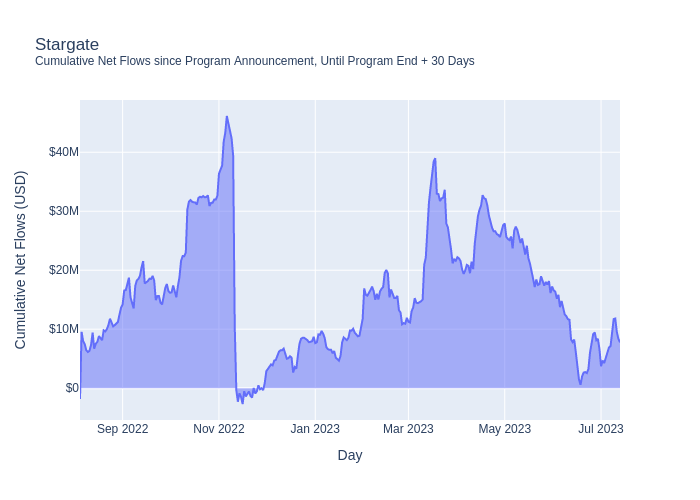 Stargate
Cumulative Net Flows since Program Announcement, Until Program End + 30 Days
Cumulative Net Flows (USD)
$40M
$30M
$20M
$10M
$0
Sep 2022
Nov 2022
Jan 2023
Mar 2023
May 2023
Jul 2023
Day